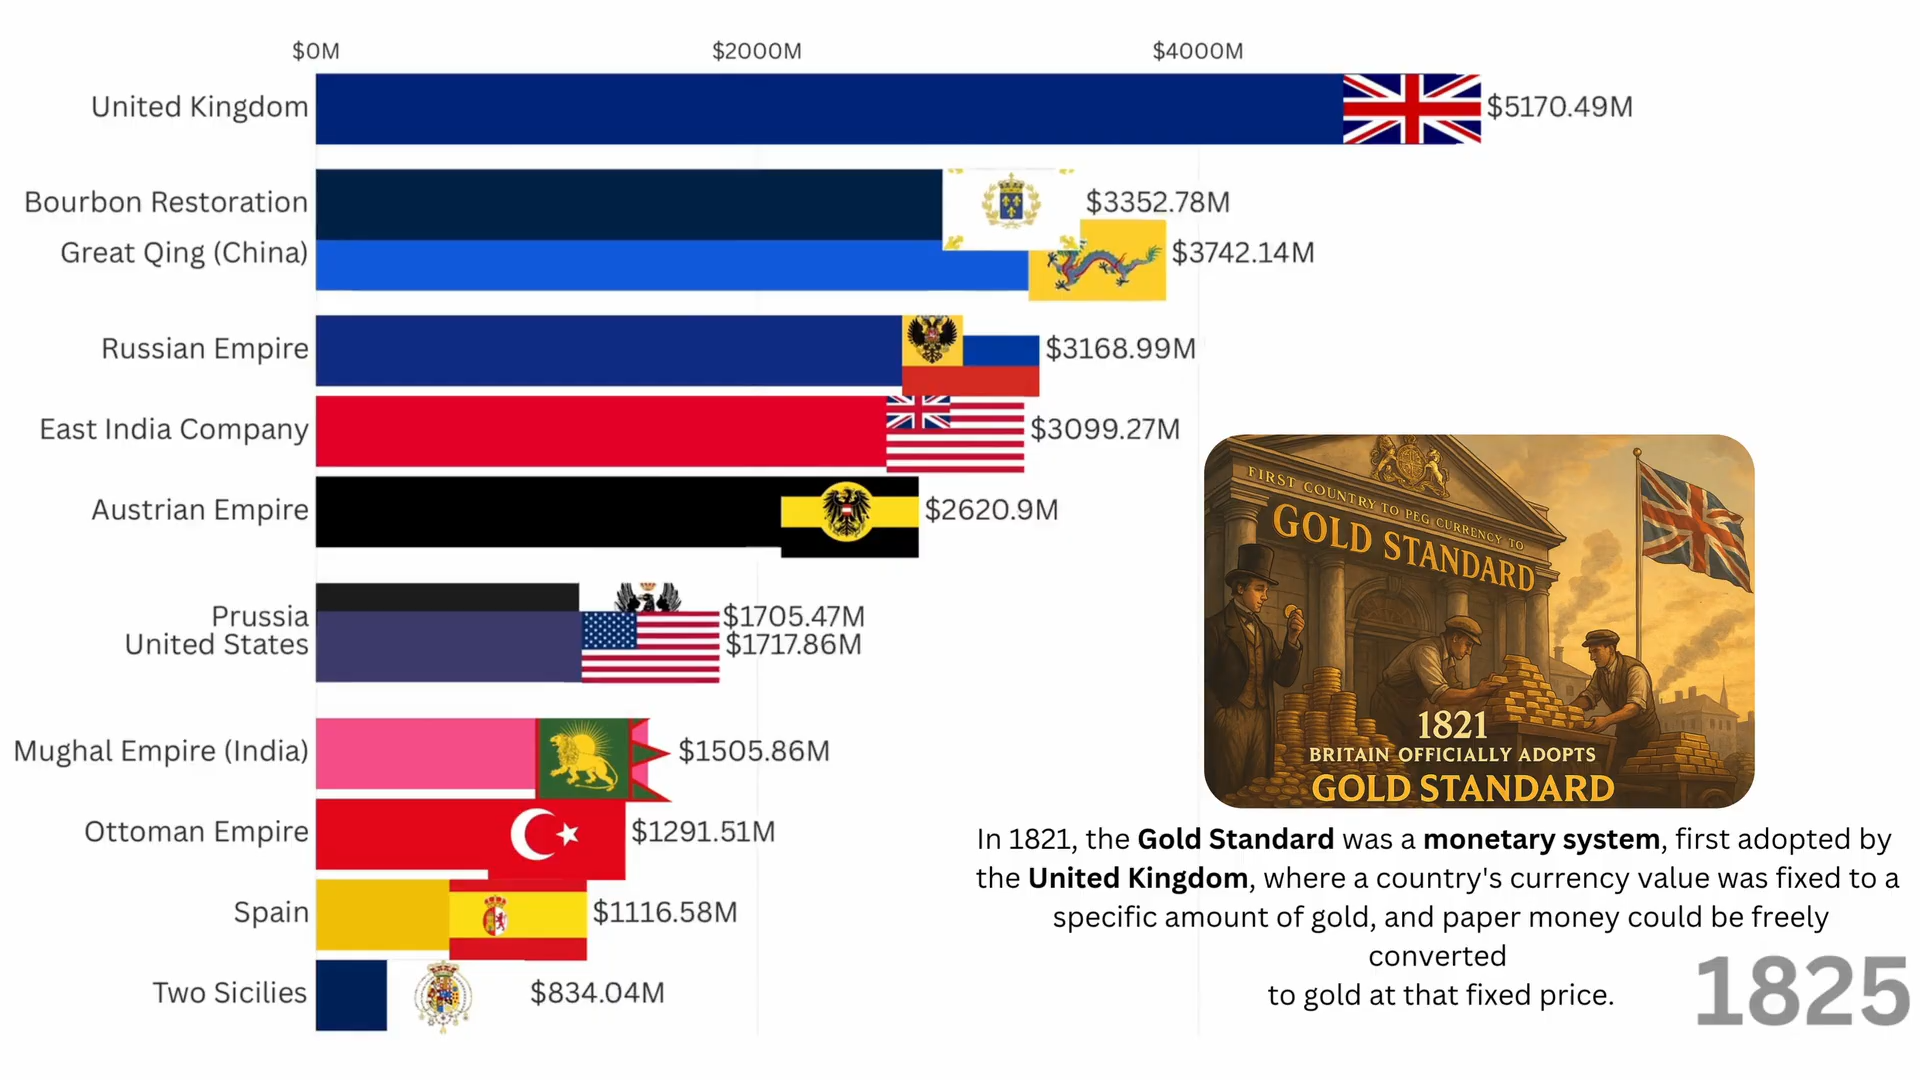 $0M
$2000M
$4000M
United Kingdom
$5170.49M
Bourbon Restoration
$3352.78M
Great Qing (China)
$3742.14M
Russian Empire
$3168.99M
East India Company
$3099.27M
Austrian Empire
$2620.9M
Prussia
$1705.47M
United States
$1717.86M
Mughal Empire (India)
$1505.86M
Ottoman Empire
$1291.51M
Spain
$1116.58M
Two Sicilies
$834.04M
FIRST COUNTRY TO PEG CURRENCY TO
GOLD STANDARD
1821
BRITAIN OFFICIALLY ADOPTS
GOLD STANDARD
In 1821, the Gold Standard was a monetary system, first adopted by
the United Kingdom, where a country's currency value was fixed to a
specific amount of gold, and paper money could be freely
converted
to gold at that fixed price.
1825